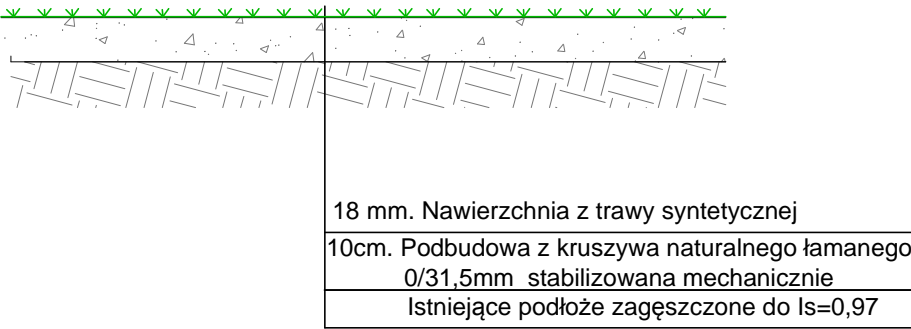 18 mm. Nawierzchnia z trawy syntetycznej
10cm. Podbudowa z kruszywa naturalnego łamanego
0/31,5mm stabilizowana mechanicznie
Istniejące podłoże zagęszczone do Is=0,97